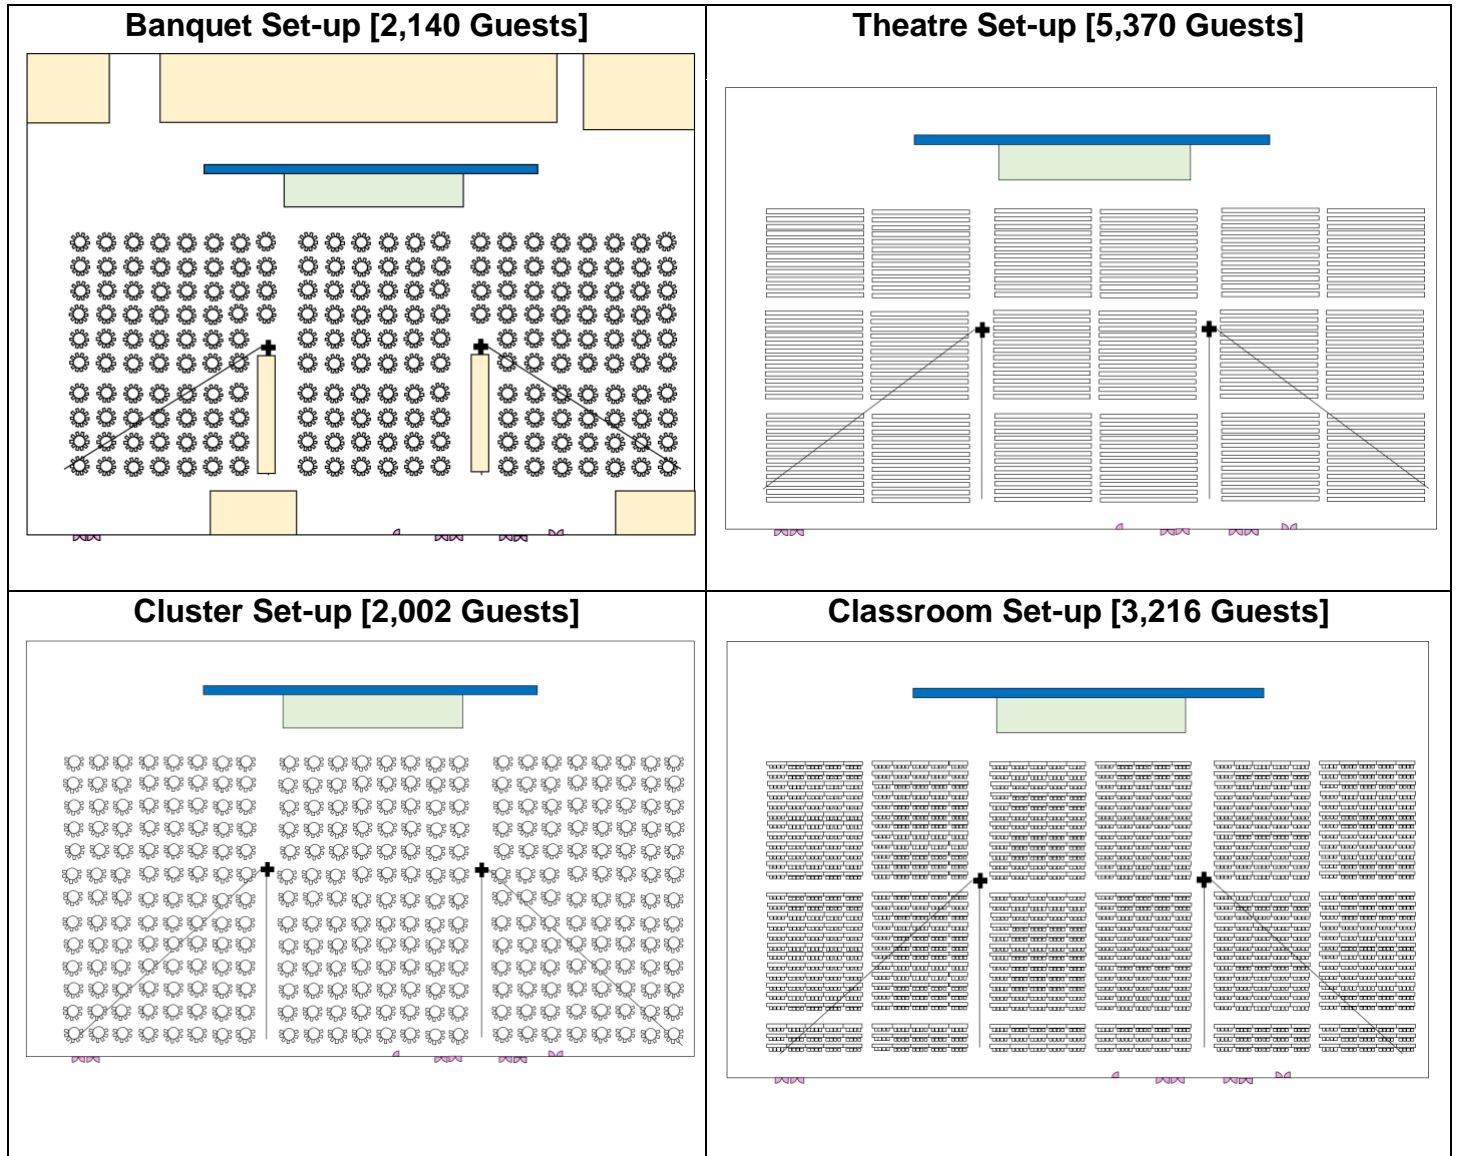 Banquet Set-up [2,140 Guests]
Theatre Set-up [5,370 Guests]
Cluster Set-up [2,002 Guests]
Classroom Set-up [3,216 Guests]